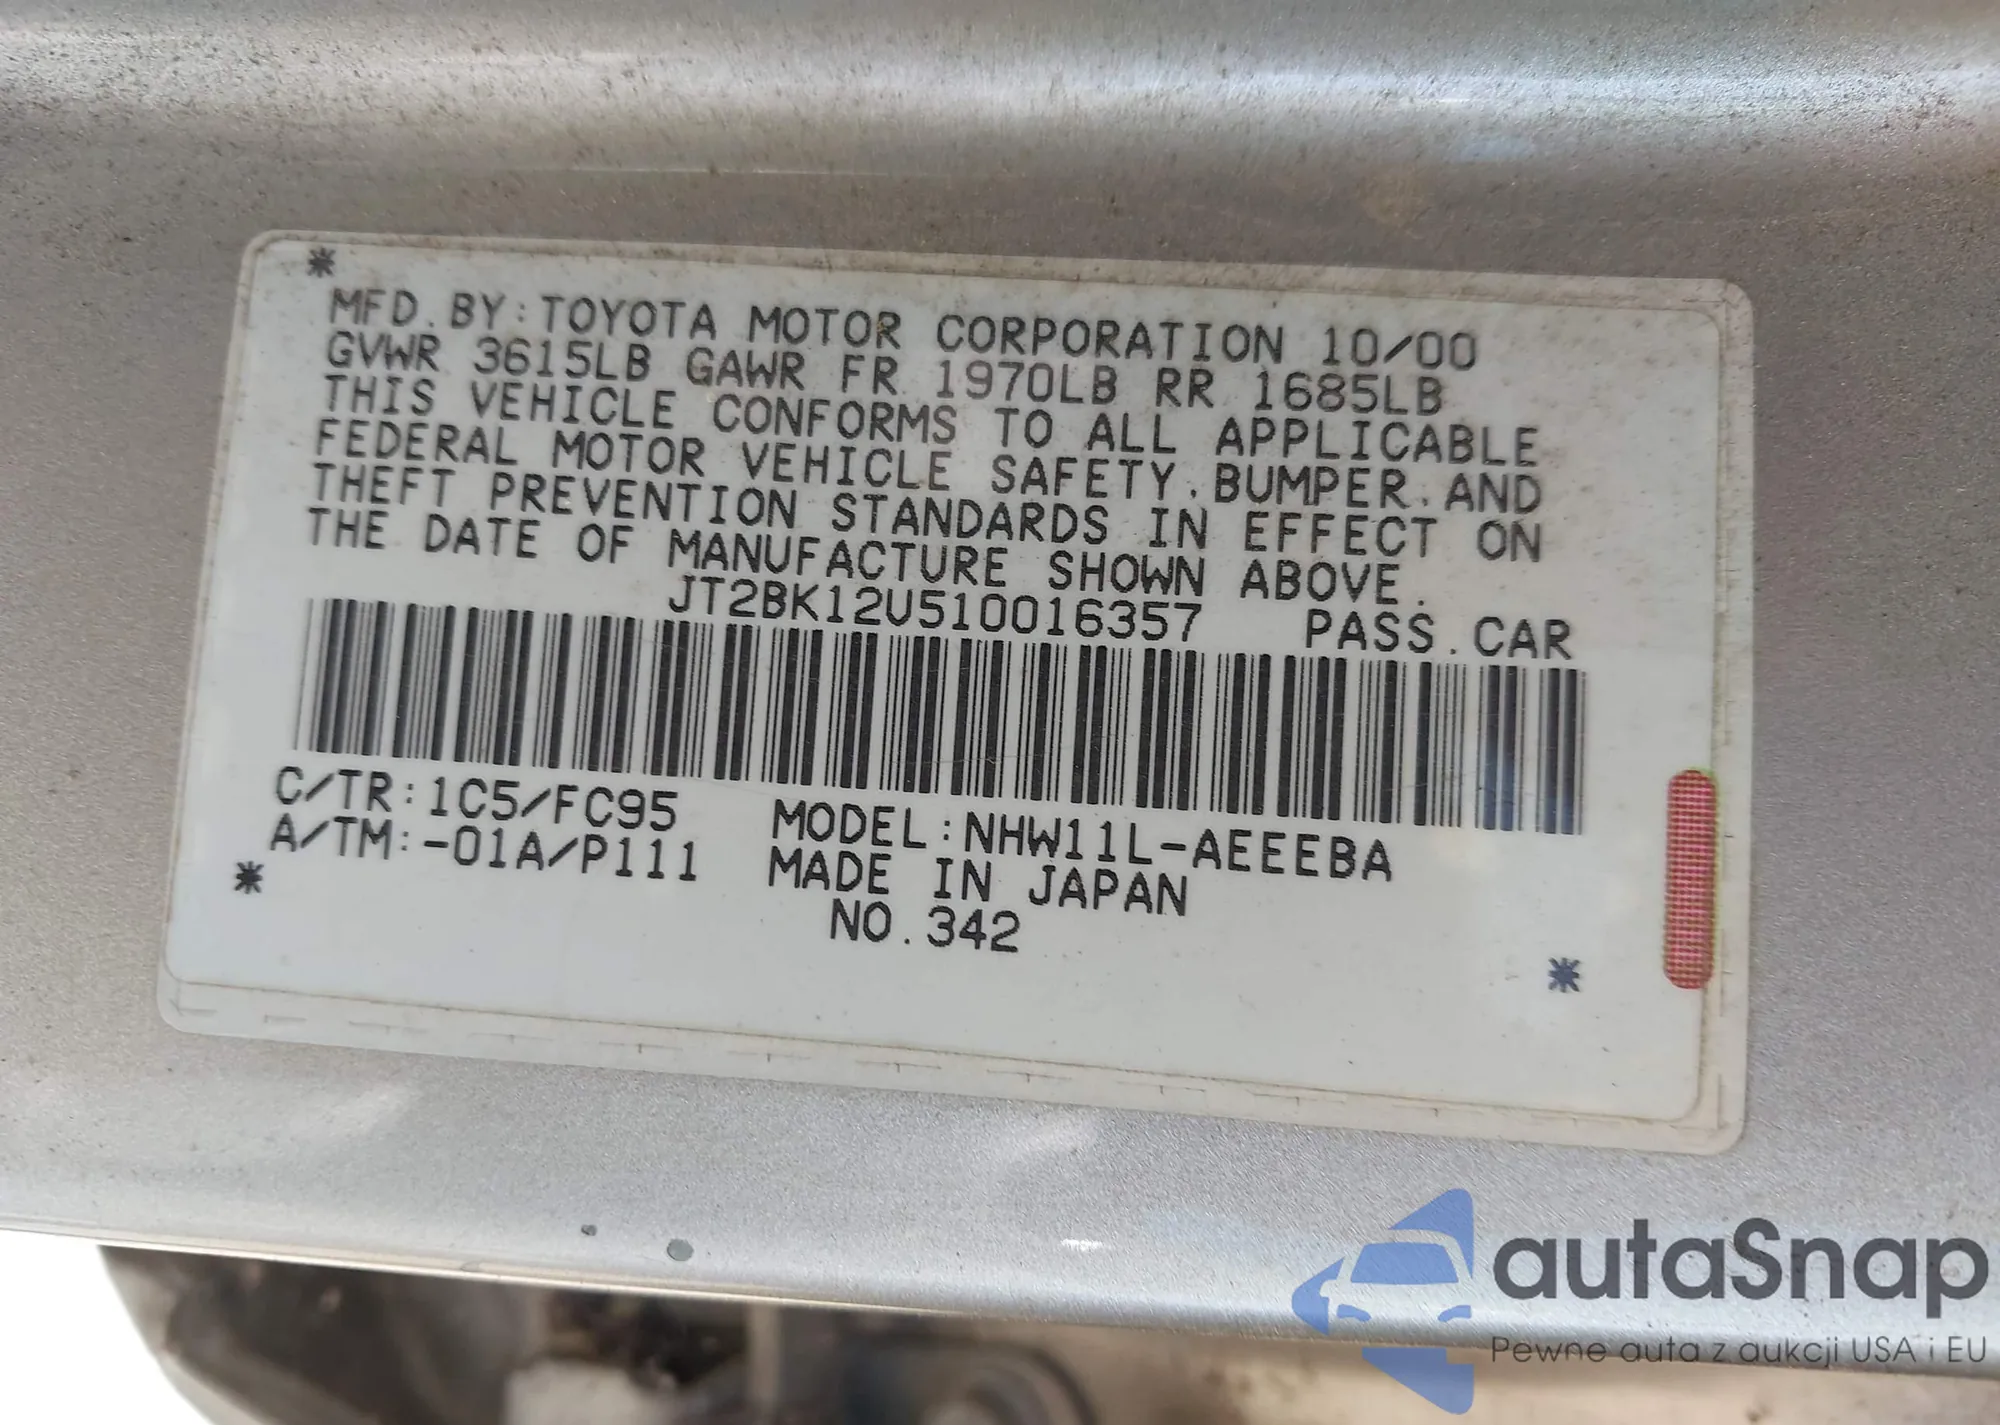 *
MFD. BY: TOYOTA MOTOR CORPORATION 10/00
GVWR 3615LB GAWR FR 1970LB RR 1685LB
THIS VEHICLE CONFORMS TO ALL APPLICABLE
FEDERAL MOTOR VEHICLE SAFETY, BUMPER, AND
THEFT PREVENTION STANDARDS IN EFFECT ON
THE DATE OF MANUFACTURE SHOWN ABOVE.
JT2BK12U510016357 PASS. CAR
C/TR: 1C5/FC95 MODEL: NHW11L-AEEEBA
A/TM: -01A/P111 MADE IN JAPAN
* NO. 342 *
autaSnap
Pewne auta z aukcji USA i EU